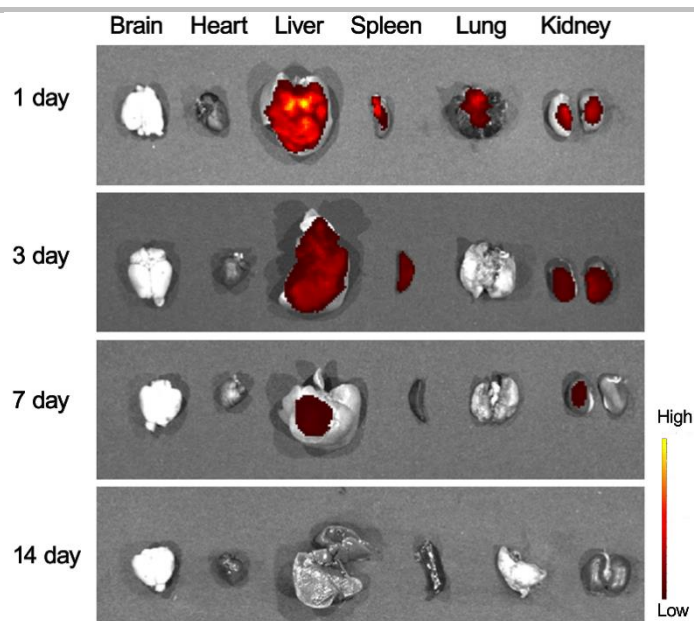 Brain Heart Liver Spleen Lung Kidney
1 day
3 day
7 day
14 day
High
Low